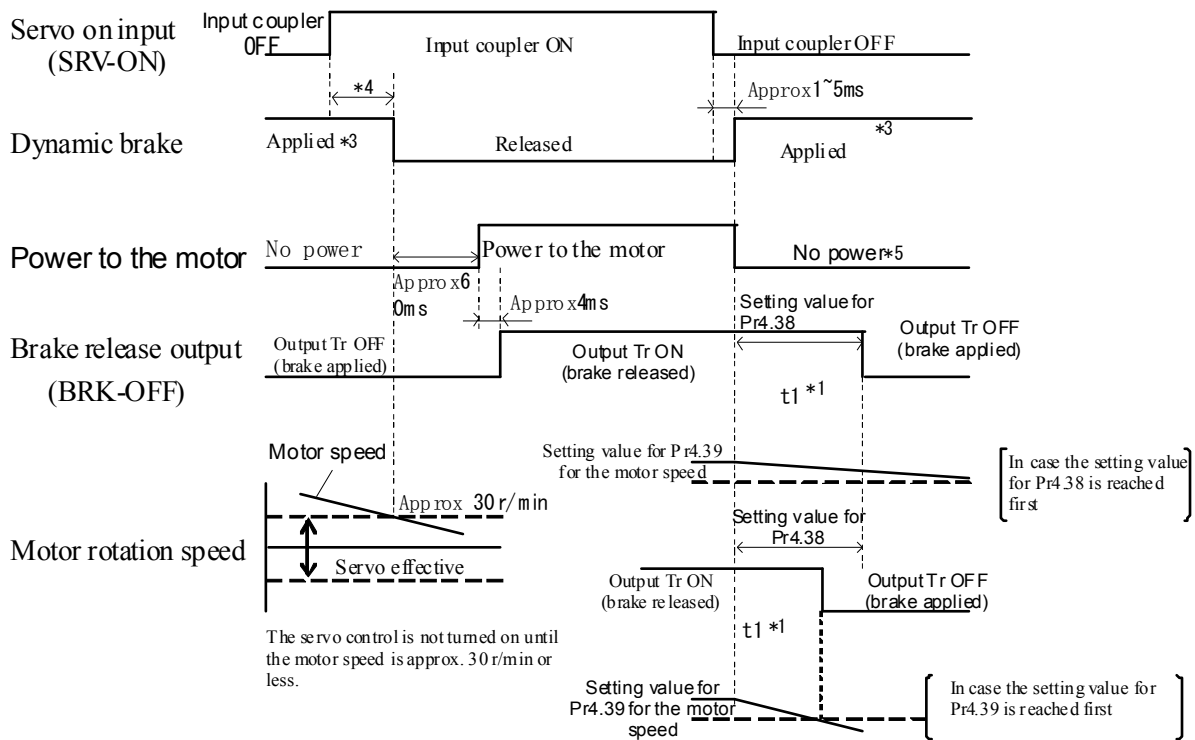 Servo on input
(SRV-ON)
Input coupler
OFF
Input coupler ON
Input coupler OFF
*4
Approx1~5ms
Dynamic brake
Applied *3
Released
*3
Applied
Power to the motor
No power
Power to the motor
No power*5
Approx6
0ms
Approx4ms
Setting value for
Pr4.38
Brake release output
(BRK-OFF)
Output Tr OFF
(brake applied)
Output Tr ON
(brake released)
Output Tr OFF
(brake applied)
t1 *1
Motor speed
Setting value for Pr4.39
for the motor speed
In case the setting value
for Pr4.38 is reached
first
Approx 30r/min
Motor rotation speed
Servo effective
Setting value for
Pr4.38
Output Tr ON
(brake released)
Output Tr OFF
(brake applied)
t1 *1
The servo control is not turned on until
the motor speed is approx. 30 r/min or
less.
Setting value for
Pr4.39 for the motor
speed
In case the setting value for
Pr4.39 is reached first